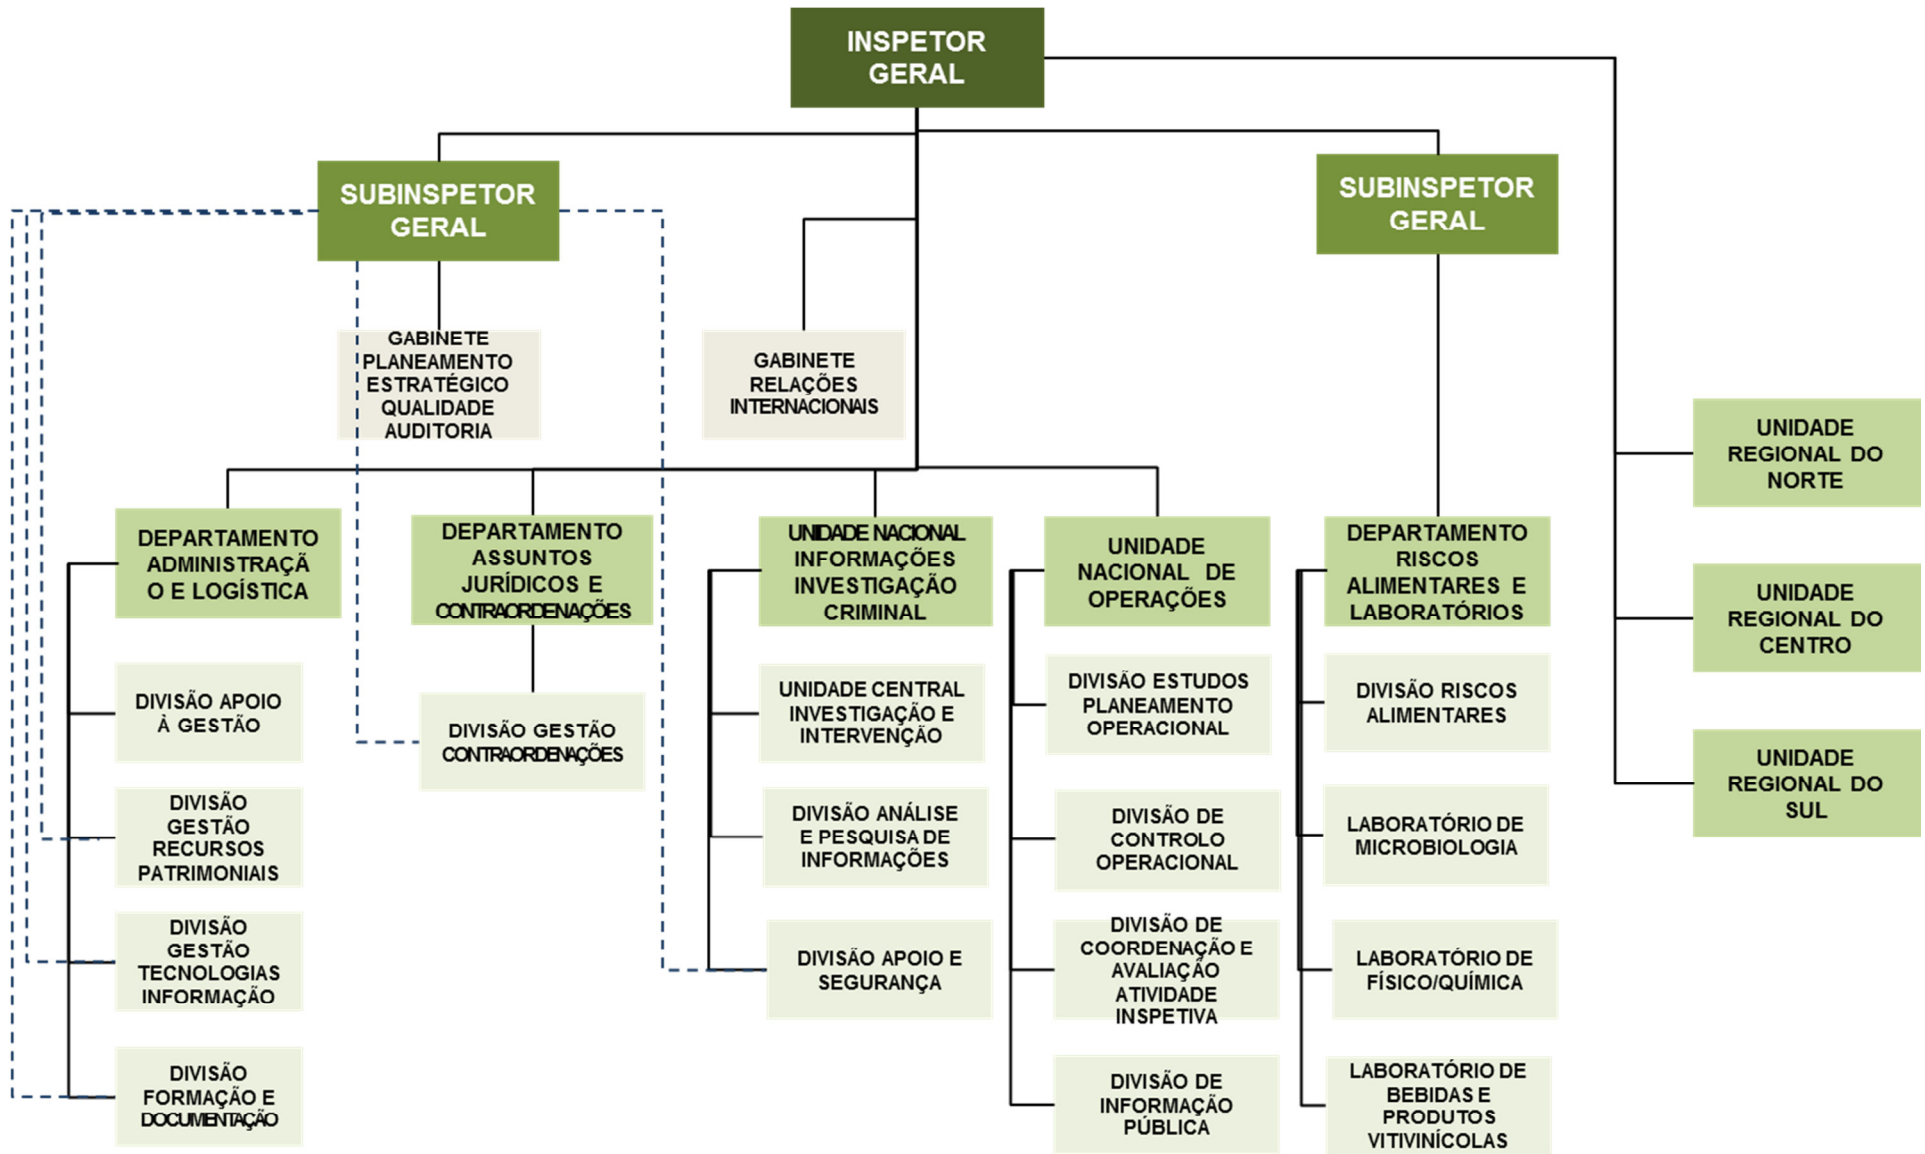 INSPETOR
GERAL
SUBINSPETOR
GERAL
SUBINSPETOR
GERAL
GABINETE
PLANEAMENTO
ESTRATÉGICO
QUALIDADE
AUDITORIA
GABINETE
RELAÇÕES
INTERNACIONAIS
UNIDADE
REGIONAL DO
NORTE
UNIDADE
REGIONAL DO
CENTRO
UNIDADE
REGIONAL DO
SUL
DEPARTAMENTO
ADMINISTRAÇÃ
O E LOGÍSTICA
DIVISÃO APOIO
À GESTÃO
DIVISÃO
GESTÃO
RECURSOS
PATRIMONIAIS
DIVISÃO
GESTÃO
TECNOLOGIAS
INFORMAÇÃO
DIVISÃO
FORMAÇÃO E
DOCUMENTAÇÃO
DEPARTAMENTO
ASSUNTOS
JURÍDICOS E
CONTRAORDENAÇÕES
DIVISÃO GESTÃO
CONTRAORDENAÇÕES
UNIDADE NACIONAL
INFORMAÇÕES
INVESTIGAÇÃO
CRIMINAL
UNIDADE CENTRAL
INVESTIGAÇÃO E
INTERVENÇÃO
DIVISÃO ANÁLISE
E PESQUISA DE
INFORMAÇÕES
DIVISÃO APOIO E
SEGURANÇA
UNIDADE
NACIONAL DE
OPERAÇÕES
DIVISÃO ESTUDOS
PLANEAMENTO
OPERACIONAL
DIVISÃO DE
CONTROLO
OPERACIONAL
DIVISÃO DE
COORDENAÇÃO E
AVALIAÇÃO
ATIVIDADE
INSPETIVA
DIVISÃO DE
INFORMAÇÃO
PÚBLICA
DEPARTAMENTO
RISCOS
ALIMENTARES E
LABORATÓRIOS
DIVISÃO RISCOS
ALIMENTARES
LABORATÓRIO DE
MICROBIOLOGIA
LABORATÓRIO DE
FÍSICO/QUÍMICA
LABORATÓRIO DE
BEBIDAS E
PRODUTOS
VITIVINÍCOLAS